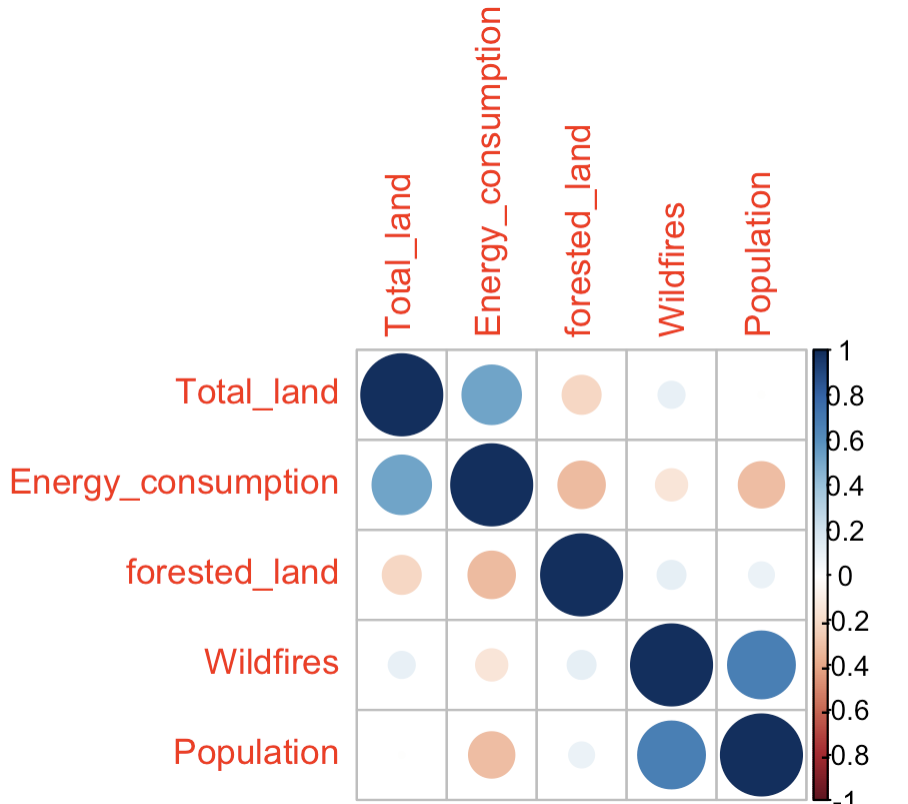 Total_land
Energy_consumption
forested_land
Wildfires
Population
Total_land
Energy_consumption
forested_land
Wildfires
Population
1
0.8
0.6
0.4
0.2
0
-0.2
-0.4
-0.6
-0.8
-1